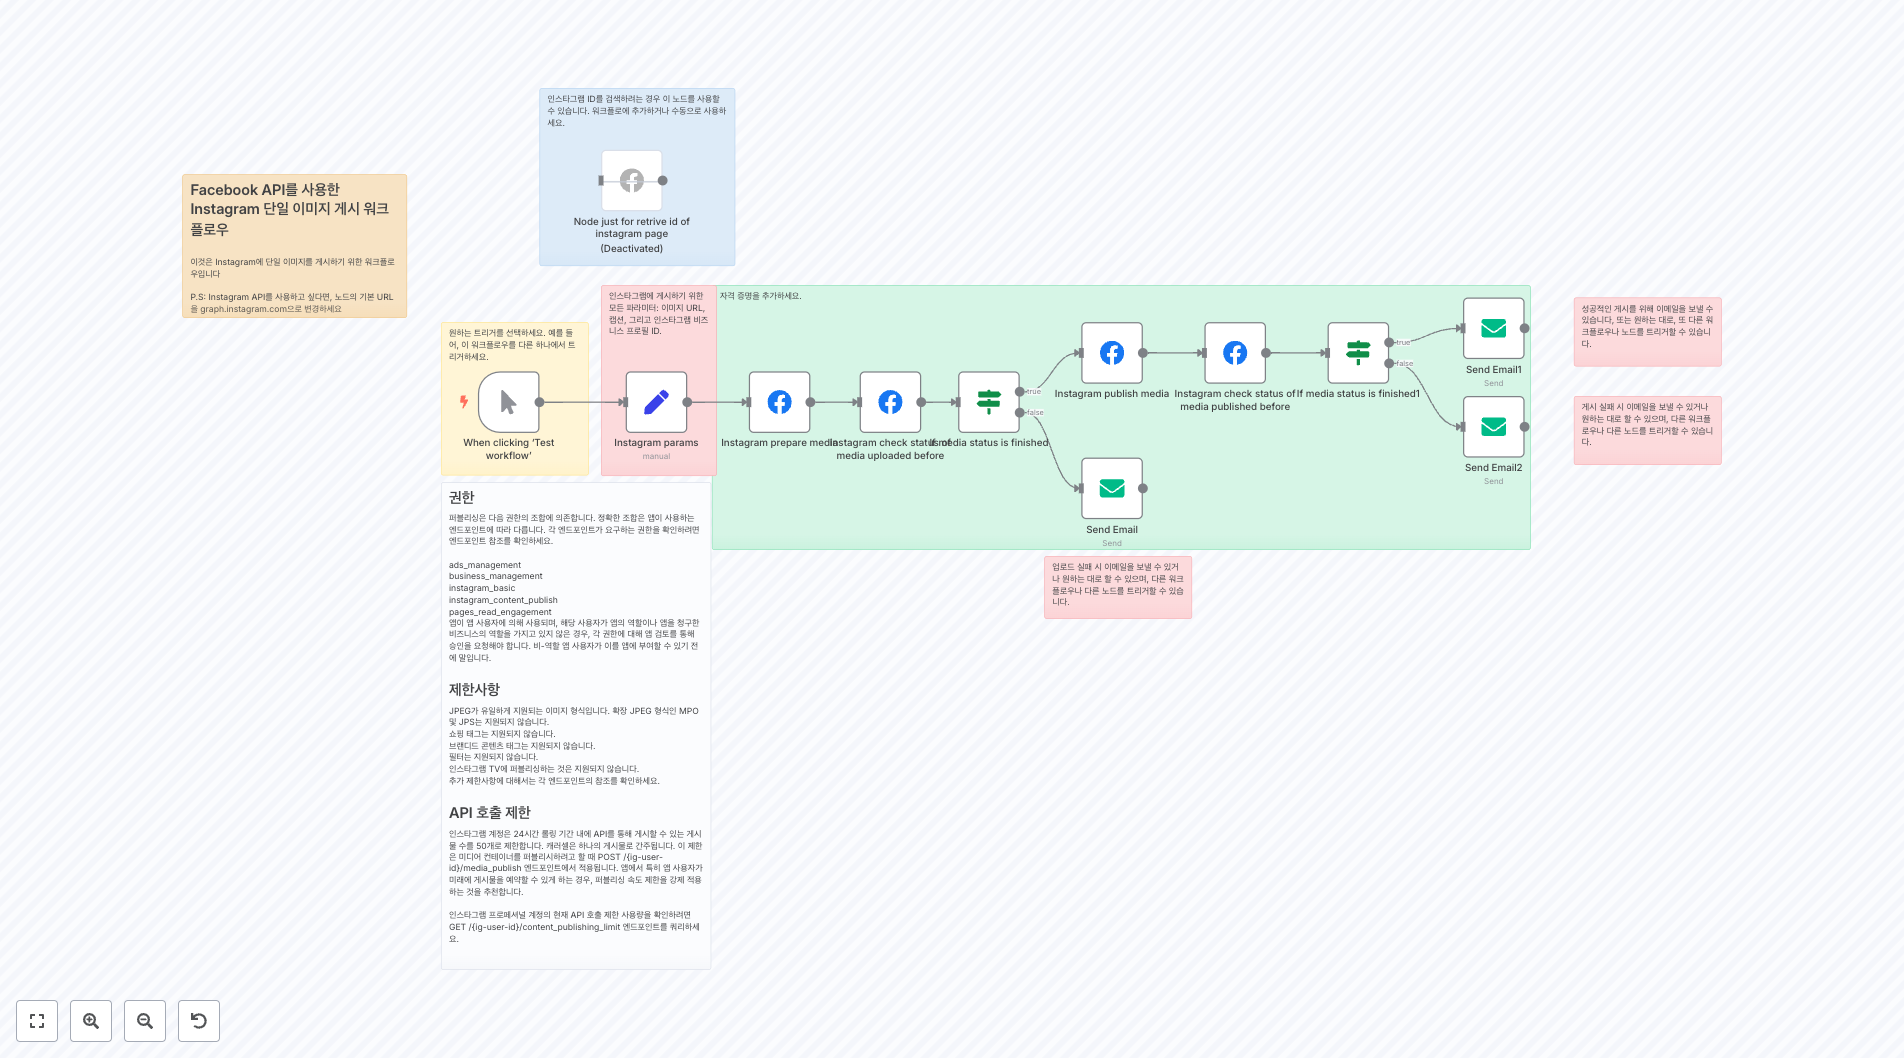 인스타그램 ID를 검색하려는 경우 이 노드를 사용할
수 있습니다. 워크플로에 추가하거나 수동으로 사용하
세요.
Node just for retrive id of
instagram page
(Deactivated)
Facebook API를 사용한
Instagram 단일 이미지 게시 워크
플로우
이것은 Instagram에 단일 이미지를 게시하기 위한 워크플로
우입니다
P.S: Instagram API를 사용하고 싶다면, 노드의 기본 URL
을 graph.instagram.com으로 변경하세요
원하는 트리거를 선택하세요. 예를 들
어, 이 워크플로우를 다른 하나에서 트
리거하세요.
When clicking ‘Test
workflow’
인스타그램에 게시하기 위한
모든 파라미터: 이미지 URL,
캡션, 그리고 인스타그램 비즈
니스 프로필 ID.
Instagram params
manual
자격 증명을 추가하세요.
Instagram prepare media
Instagram check status of
media uploaded before
If media status is finished
true
false
Instagram publish media
Instagram check status of
media published before
If media status is finished1
true
false
Send Email1
Send
Send Email2
Send
Send Email
Send
성공적인 게시를 위해 이메일을 보낼 수
있습니다, 또는 원하는 대로, 또 다른 워
크플로우나 노드를 트리거할 수 있습니
다.
게시 실패 시 이메일을 보낼 수 있거나
원하는 대로 할 수 있으며, 다른 워크플
로우나 다른 노드를 트리거할 수 있습니
다.
업로드 실패 시 이메일을 보낼 수 있거
나 원하는 대로 할 수 있으며, 다른 워크
플로우나 다른 노드를 트리거할 수 있습
니다.
권한
퍼블리싱은 다음 권한의 조합에 의존합니다. 정확한 조합은 앱이 사용하는
엔드포인트에 따라 다릅니다. 각 엔드포인트가 요구하는 권한을 확인하려면
엔드포인트 참조를 확인하세요.
ads_management
business_management
instagram_basic
instagram_content_publish
pages_read_engagement
앱이 앱 사용자에 의해 사용되며, 해당 사용자가 앱의 역할이나 앱을 청구한
비즈니스의 역할을 가지고 있지 않은 경우, 각 권한에 대해 앱 검토를 통해
승인을 요청해야 합니다. 비-역할 앱 사용자가 이를 앱에 부여할 수 있기 전
에 말입니다.
제한사항
JPEG가 유일하게 지원되는 이미지 형식입니다. 확장 JPEG 형식인 MPO
및 JPS는 지원되지 않습니다.
쇼핑 태그는 지원되지 않습니다.
브랜디드 콘텐츠 태그는 지원되지 않습니다.
필터는 지원되지 않습니다.
인스타그램 TV에 퍼블리싱하는 것은 지원되지 않습니다.
추가 제한사항에 대해서는 각 엔드포인트의 참조를 확인하세요.
API 호출 제한
인스타그램 계정은 24시간 롤링 기간 내에 API를 통해 게시할 수 있는 게시
물 수를 50개로 제한합니다. 캐러셀은 하나의 게시물로 간주됩니다. 이 제한
은 미디어 컨테이너를 퍼블리시하려고 할 때 POST /{ig-user-
id}/media_publish 엔드포인트에서 적용됩니다. 앱에서 특히 앱 사용자가
미래에 게시물을 예약할 수 있게 하는 경우, 퍼블리싱 속도 제한을 강제 적용
하는 것을 추천합니다.
인스타그램 프로페셔널 계정의 현재 API 호출 제한 사용량을 확인하려면
GET /{ig-user-id}/content_publishing_limit 엔드포인트를 쿼리하세
요.